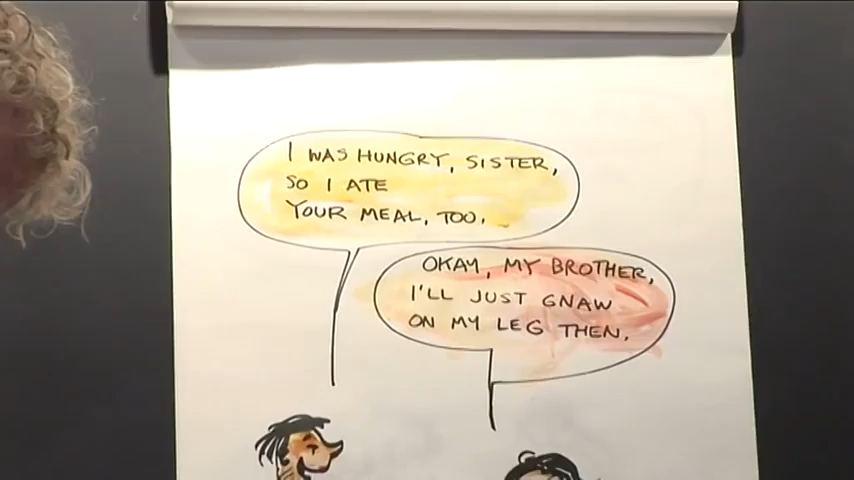 I WAS HUNGRY, SISTER,
SO I ATE
YOUR MEAL, TOO.
OKAY, MY BROTHER,
I'LL JUST GNAW
ON MY LEG THEN.